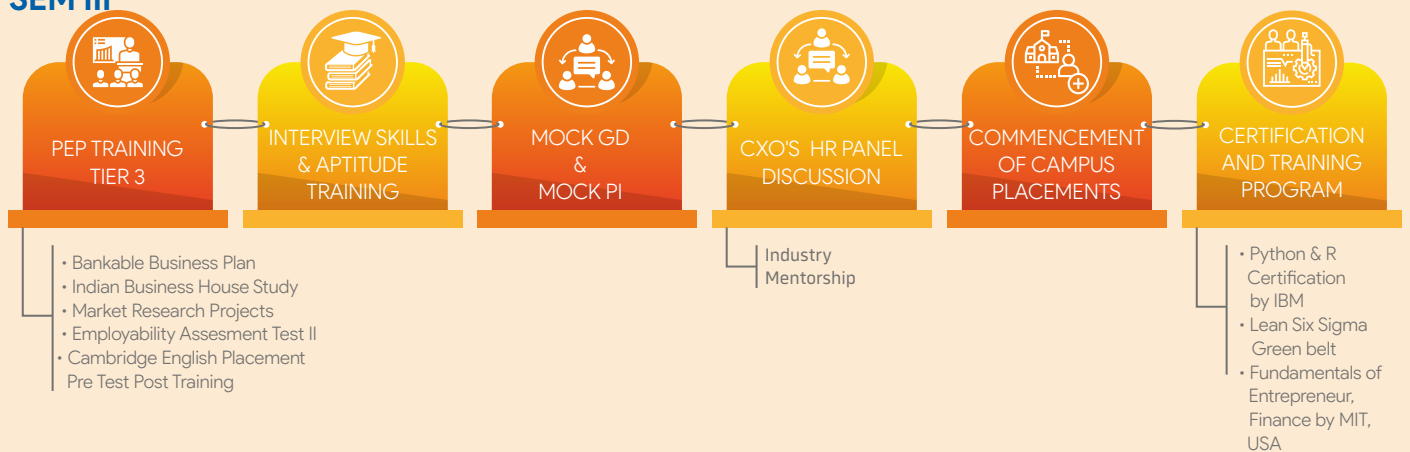 SEM III
PEP TRAINING
TIER 3
INTERVIEW SKILLS
& APTITUDE
TRAINING
MOCK GD
&
MOCK PI
CXO'S HR PANEL
DISCUSSION
COMMENCEMENT
OF CAMPUS
PLACEMENTS
CERTIFICATION
AND TRAINING
PROGRAM
• Bankable Business Plan
• Indian Business House Study
• Market Research Projects
• Employability Assesment Test II
• Cambridge English Placement
Pre Test Post Training
Industry
Mentorship
• Python & R
Certification
by IBM
• Lean Six Sigma
Green belt
• Fundamentals of
Entrepreneur,
Finance by MIT,
USA